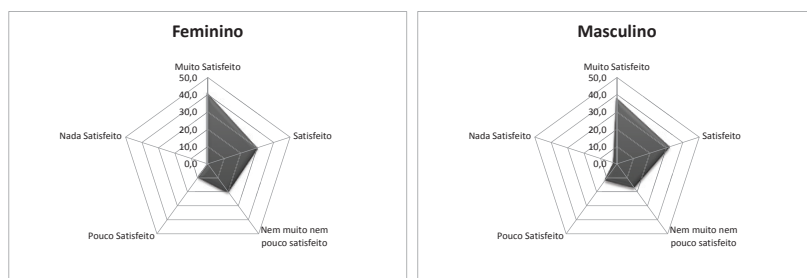 Feminino
Muito Satisfeito
50,0
40,0
30,0
20,0
10,0
0,0
Satisfeito
Nem muito nem
pouco satisfeito
Pouco Satisfeito
Nada Satisfeito
Masculino
Muito Satisfeito
50,0
40,0
30,0
20,0
10,0
0,0
Satisfeito
Nem muito nem
pouco satisfeito
Pouco Satisfeito
Nada Satisfeito